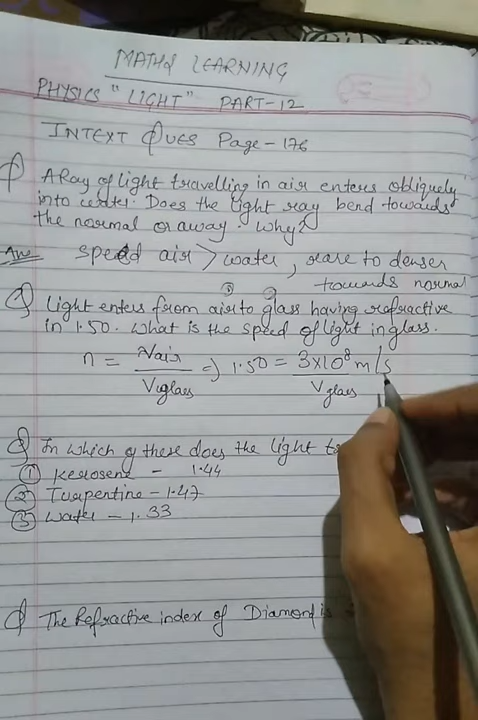 MATHS LEARNING
PHYSICS "LIGHT" PART-12
INTEXT QUES Page-176
Q A Ray of light travelling in air enters obliquely
into water. Does the light ray bend towards
the normal or away. Why?
Ans speed air > water, rare to denser
towards normal
Q Light enters from air to glass having refractive
in 1.50. What is the speed of light in glass.
n = Vair / Vglass => 1.50 = 3x10^8 m/s / Vglass
Q In which of these does the light
① Kerosene - 1.44
② Turpentine - 1.47
③ Water - 1.33
Q The Refractive index of Diamond is